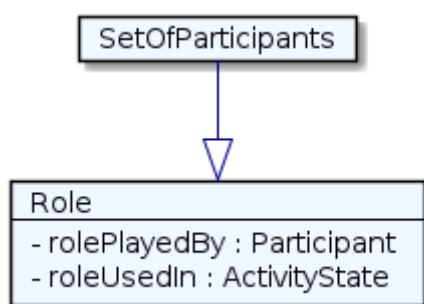 SetOfParticipants
Role
- rolePlayedBy : Participant
- roleUsedIn : ActivityState